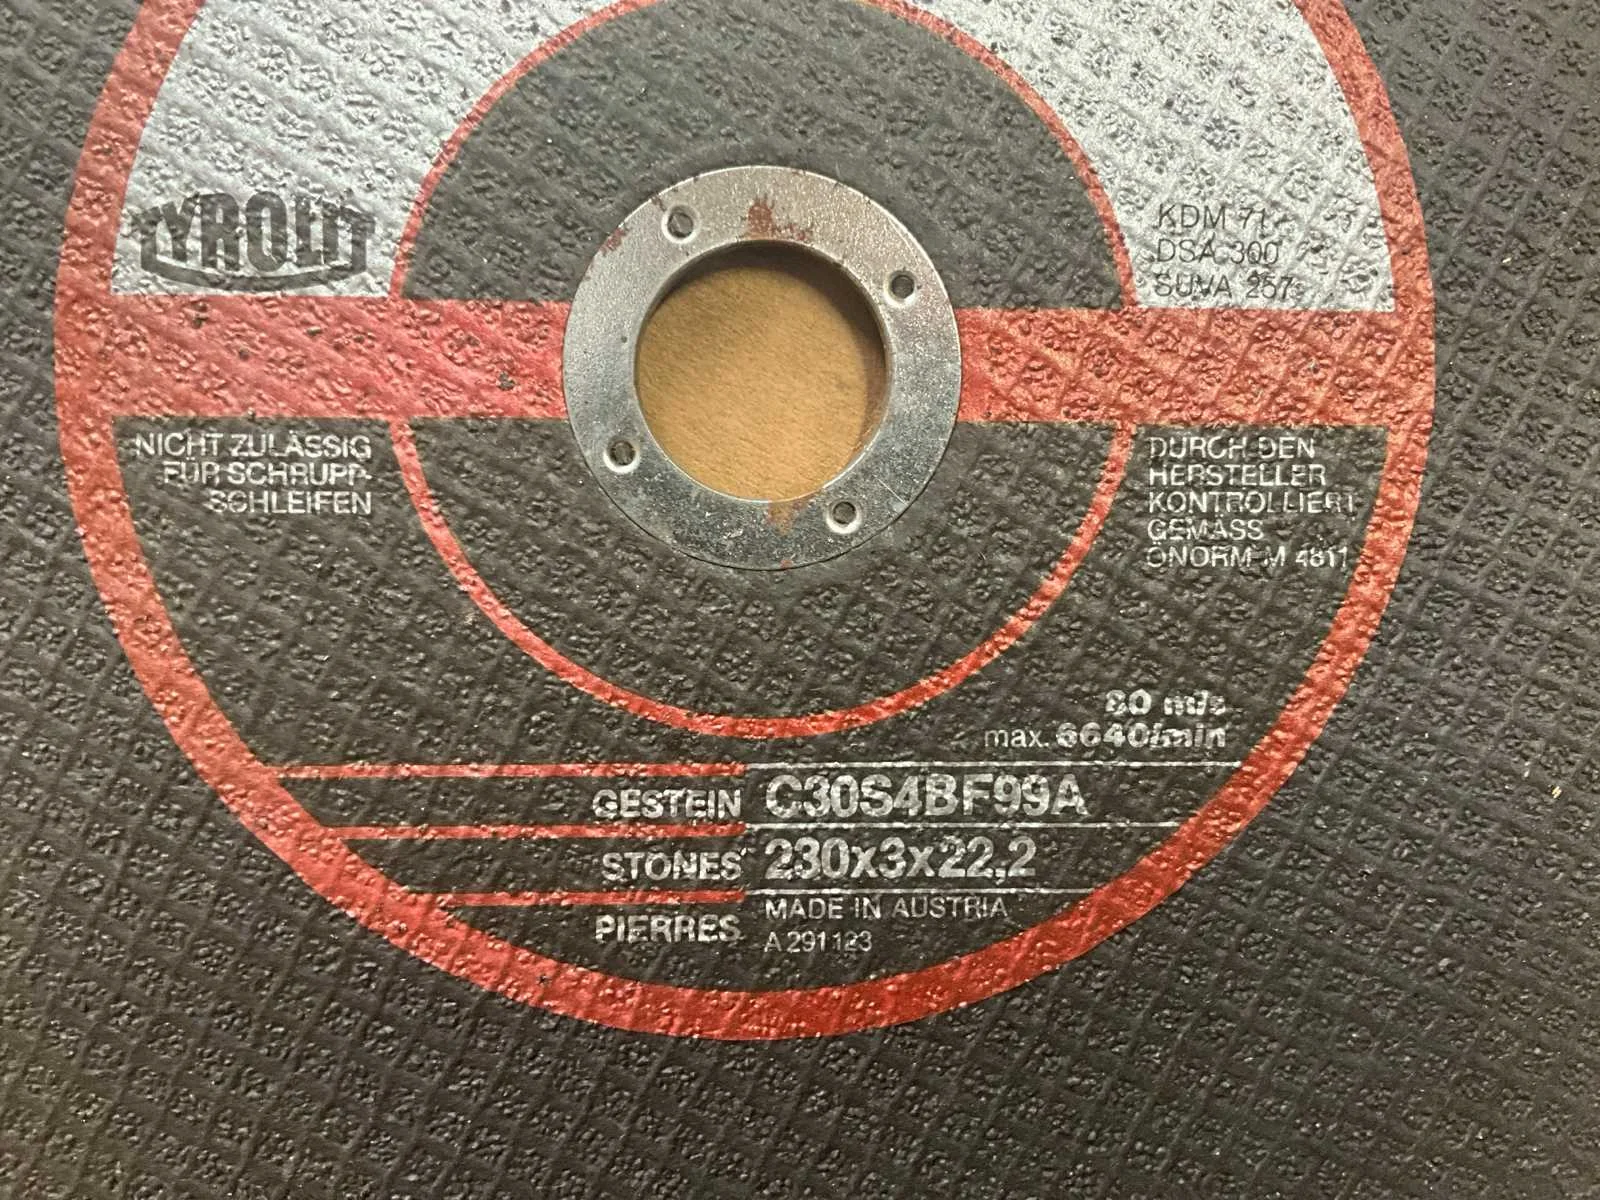 TYROLIT
KDM 71
DSA 300
SUVA 257
NICHT ZULÄSSIG
FÜR SCHRUPP-
SCHLEIFEN
DURCH DEN
HERSTELLER
KONTROLLIERT
GEMÄSS
ÖNORM M 4811
80 m/s
max. 6640/min
GESTEIN C30S4BF99A
STONES 230x3x22,2
PIERRES MADE IN AUSTRIA
A 291123